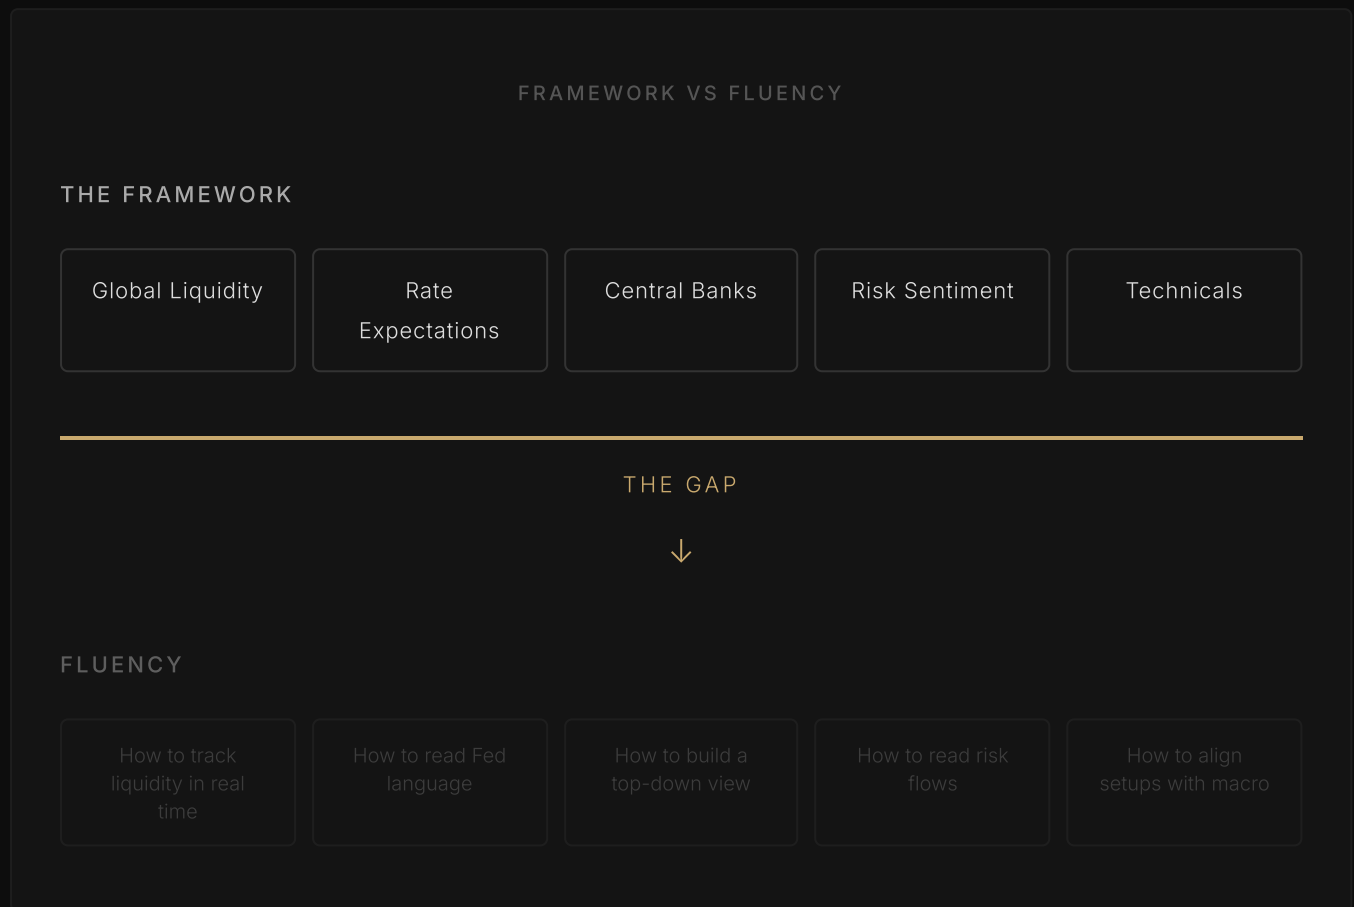 FRAMEWORK VS FLUENCY
THE FRAMEWORK
Global Liquidity
Rate
Expectations
Central Banks
Risk Sentiment
Technicals
THE GAP
↓
FLUENCY
How to track
liquidity in real
time
How to read Fed
language
How to build a
top-down view
How to read risk
flows
How to align
setups with macro